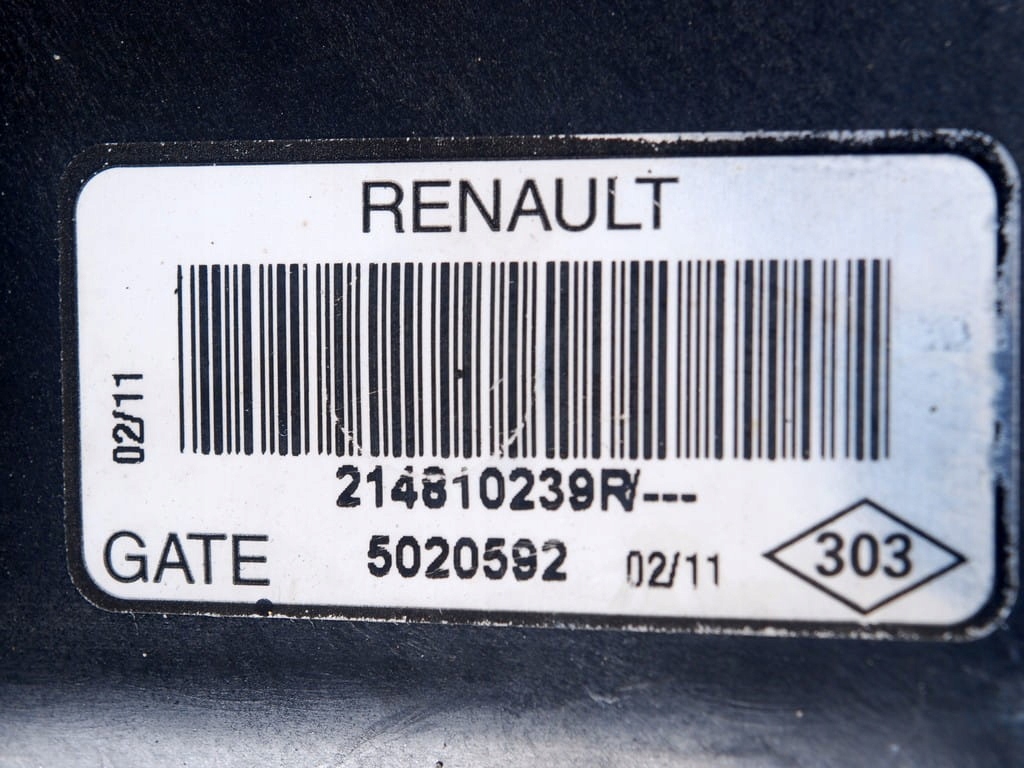 RENAULT
02/11
214810239R/---
GATE 5020592 02/11 303